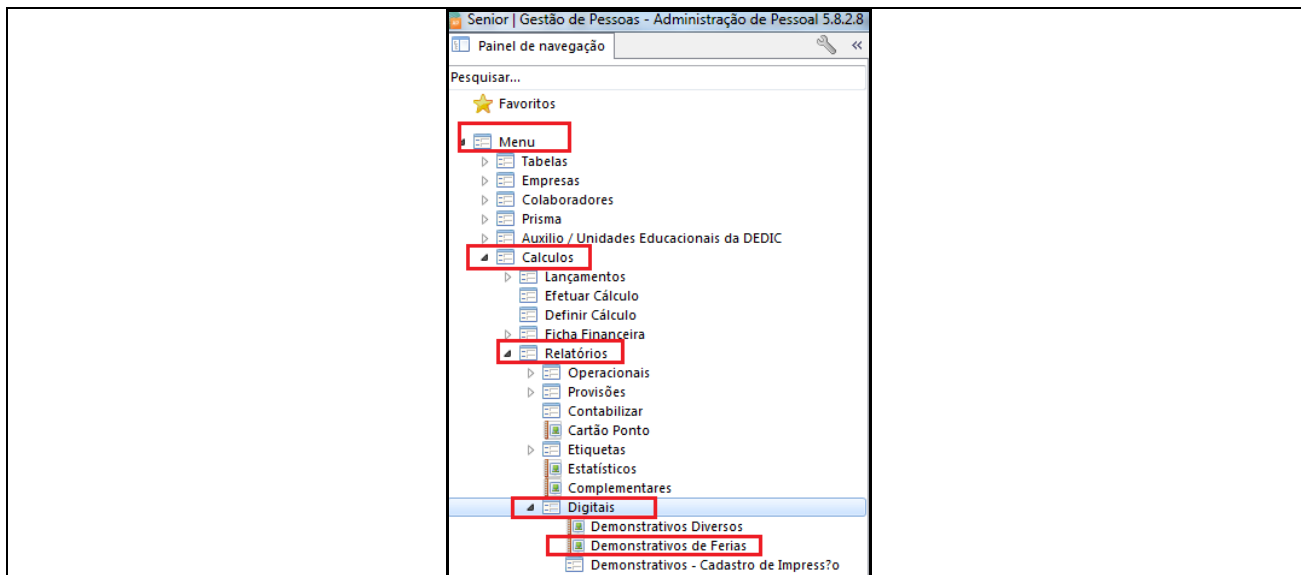 Senior | Gestão de Pessoas - Administração de Pessoal 5.8.2.8
Painel de navegação «
Pesquisar...
Favoritos
Menu
Tabelas
Empresas
Colaboradores
Prisma
Auxilio / Unidades Educacionais da DEDIC
Calculos
Lançamentos
Efetuar Cálculo
Definir Cálculo
Ficha Financeira
Relatórios
Operacionais
Provisões
Contabilizar
Cartão Ponto
Etiquetas
Estatísticos
Complementares
Digitais
Demonstrativos Diversos
Demonstrativos de Ferias
Demonstrativos - Cadastro de Impress?o